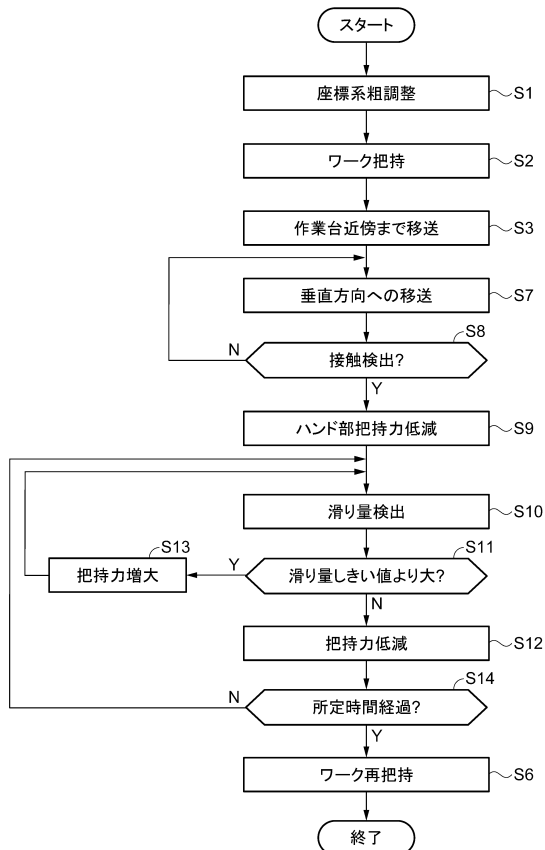 スタート
座標系粗調整
S1
ワーク把持
S2
作業台近傍まで移送
S3
垂直方向への移送
S7
S8
接触検出?
N
Y
ハンド部把持力低減
S9
滑り量検出
S10
S11
滑り量しきい値より大?
Y
S13
把持力増大
N
把持力低減
S12
S14
所定時間経過?
N
Y
ワーク再把持
S6
終了